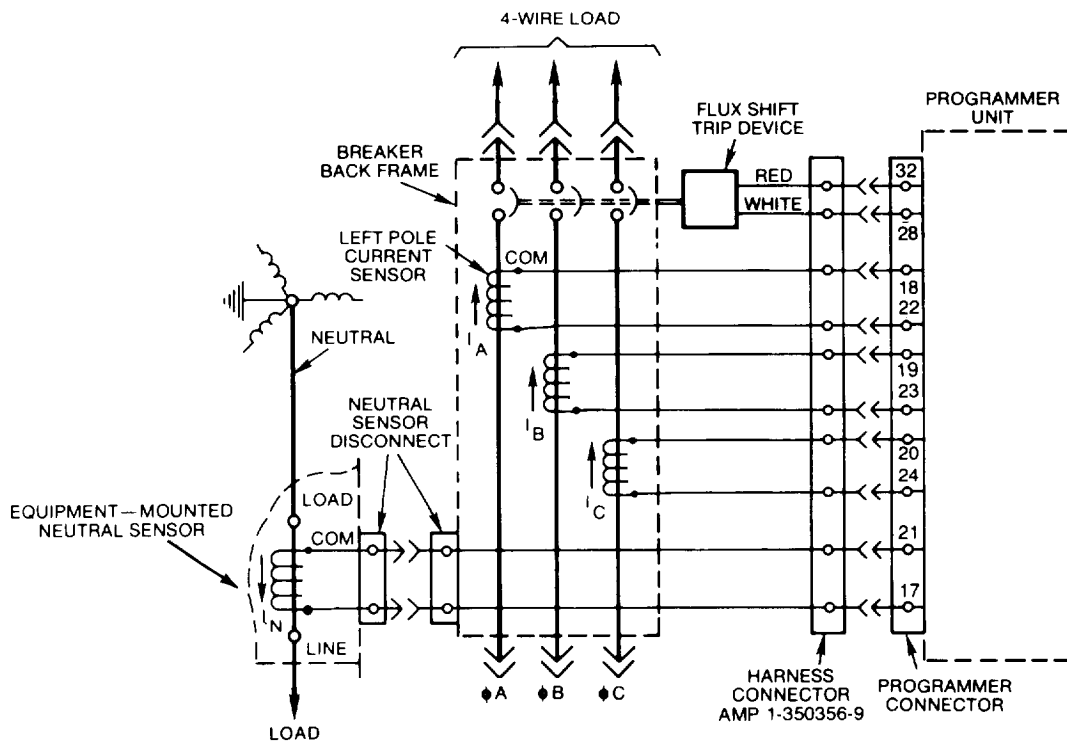 4-WIRE LOAD
FLUX SHIFT
TRIP DEVICE
PROGRAMMER
UNIT
BREAKER
BACK FRAME
RED
32
WHITE
28
LEFT POLE
CURRENT
SENSOR
COM
18
22
I A
NEUTRAL
19
23
I B
NEUTRAL
SENSOR
DISCONNECT
20
24
I C
EQUIPMENT—MOUNTED
NEUTRAL SENSOR
LOAD
COM
21
17
I N
LINE
LOAD
ϕA
ϕB
ϕC
HARNESS
CONNECTOR
AMP 1-350356-9
PROGRAMMER
CONNECTOR